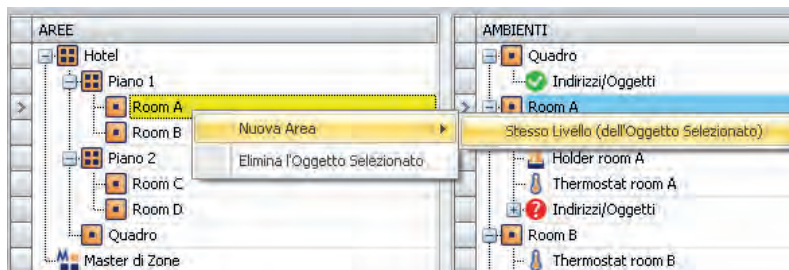 AREE
Hotel
Piano 1
Room A
Room B
Piano 2
Room C
Room D
Quadro
Master di Zone
Nuova Area
Elimina l'Oggetto Selezionato
Stesso Livello (dell'Oggetto Selezionato)
AMBIENTI
Quadro
Indirizzi/Oggetti
Room A
Holder room A
Thermostat room A
Indirizzi/Oggetti
Room B
Thermostat room B